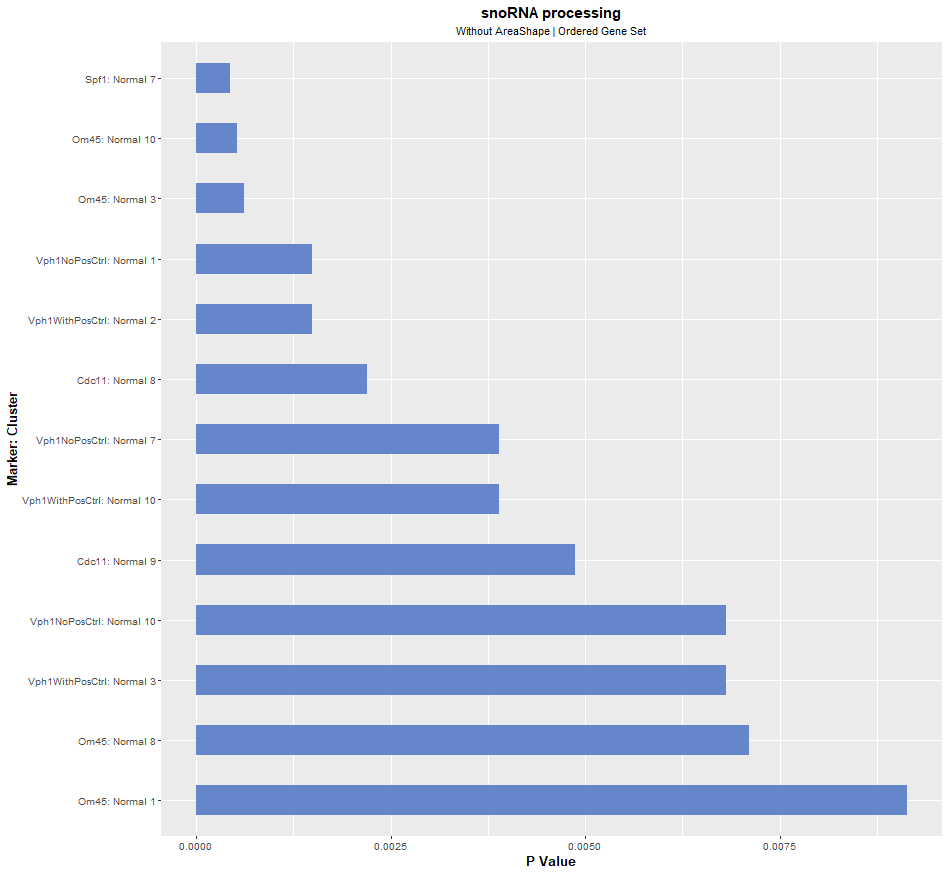 snoRNA processing
Without AreaShape | Ordered Gene Set
Marker: Cluster
Spf1: Normal 7
Om45: Normal 10
Om45: Normal 3
Vph1NoPosCtrl: Normal 1
Vph1WithPosCtrl: Normal 2
Cdc11: Normal 8
Vph1NoPosCtrl: Normal 7
Vph1WithPosCtrl: Normal 10
Cdc11: Normal 9
Vph1NoPosCtrl: Normal 10
Vph1WithPosCtrl: Normal 3
Om45: Normal 8
Om45: Normal 1
0.0000 0.0025 0.0050 0.0075
P Value